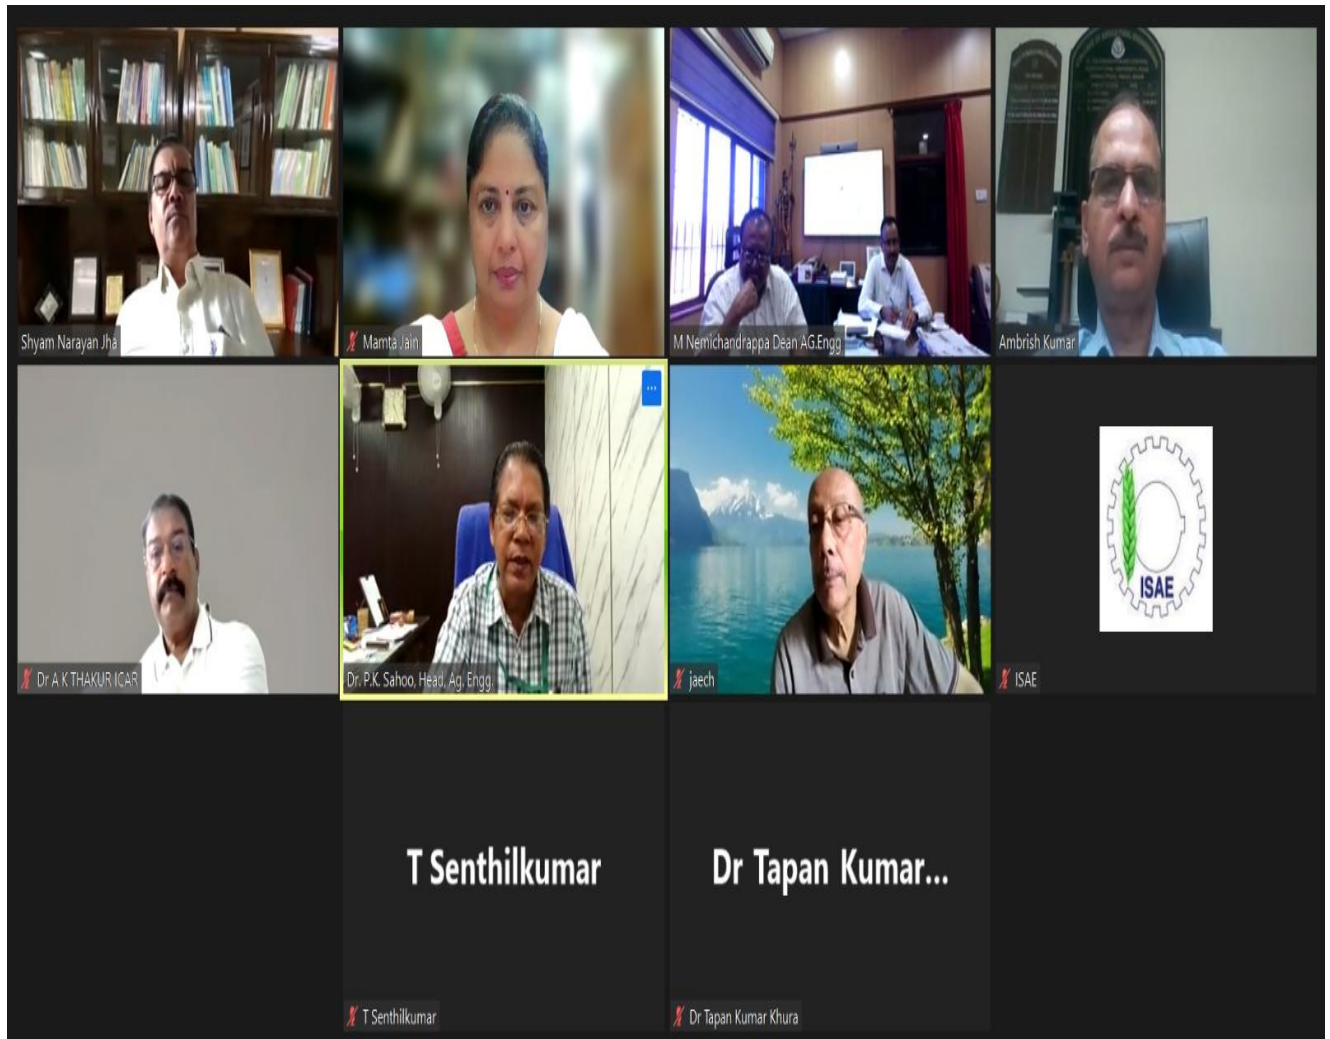 Shyam Narayan Jha
Mamta Jain
M Nemichandrappa Dean AG.Engg
Ambrish Kumar
Dr A K THAKUR ICAR
Dr. P.K. Sahoo, Head, Ag. Engg.
jaech
ISAE
ISAE
T Senthilkumar
Dr Tapan Kumar...
T Senthilkumar
Dr Tapan Kumar Khura